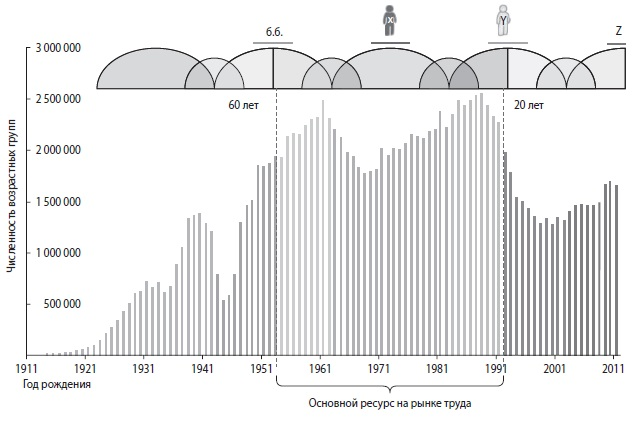 б.б.
X
Y
Z
3 000 000
2 500 000
2 000 000
1 500 000
1 000 000
500 000
Численность возрастных групп
60 лет
20 лет
1911 1921 1931 1941 1951 1961 1971 1981 1991 2001 2011
Год рождения
Основной ресурс на рынке труда